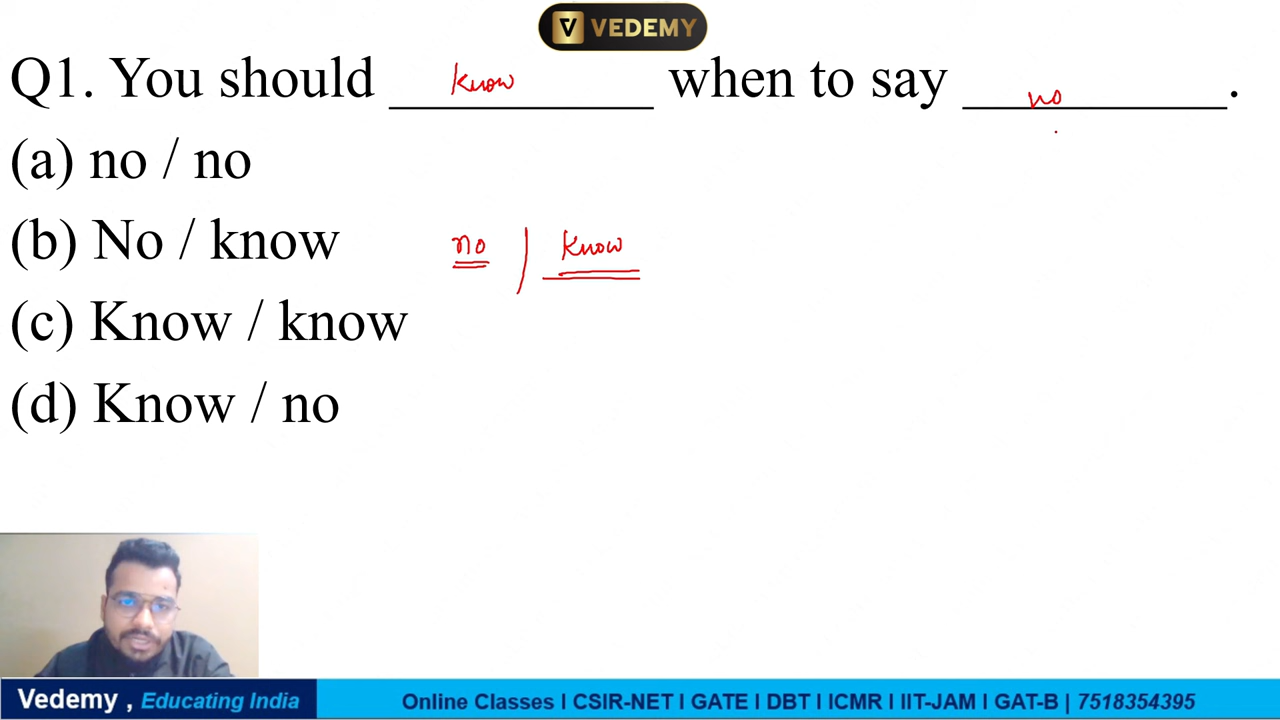 VEDEMY
Q1. You should know when to say no.
(a) no / no
(b) No / know no / know
(c) Know / know
(d) Know / no
Vedemy , Educating India Online Classes I CSIR-NET I GATE I DBT I ICMR I IIT-JAM I GAT-B | 7518354395